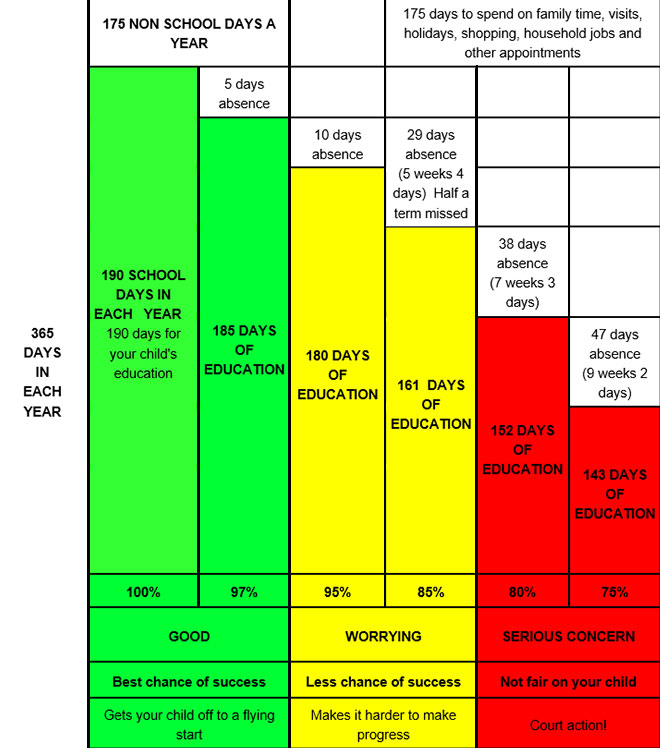 175 NON SCHOOL DAYS A
YEAR
175 days to spend on family time, visits,
holidays, shopping, household jobs and
other appointments
365
DAYS
IN
EACH
YEAR
190 SCHOOL
DAYS IN
EACH YEAR
190 days for
your child's
education
5 days
absence
185 DAYS
OF
EDUCATION
10 days
absence
180 DAYS
OF
EDUCATION
29 days
absence
(5 weeks 4
days) Half a
term missed
161 DAYS
OF
EDUCATION
38 days
absence
(7 weeks 3
days)
152 DAYS
OF
EDUCATION
47 days
absence
(9 weeks 2
days)
143 DAYS
OF
EDUCATION
100%
97%
95%
85%
80%
75%
GOOD
WORRYING
SERIOUS CONCERN
Best chance of success
Less chance of success
Not fair on your child
Gets your child off to a flying
start
Makes it harder to make
progress
Court action!